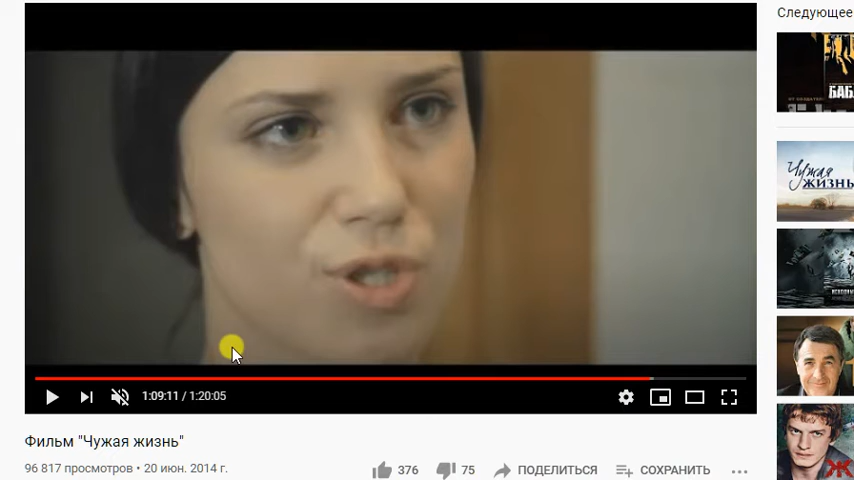 Следующее
БАБ
Чужая
ЖИЗНЬ
1:09:11 / 1:20:05
Фильм "Чужая жизнь"
96 817 просмотров • 20 июн. 2014 г.
376
75
ПОДЕЛИТЬСЯ
СОХРАНИТЬ
Ж